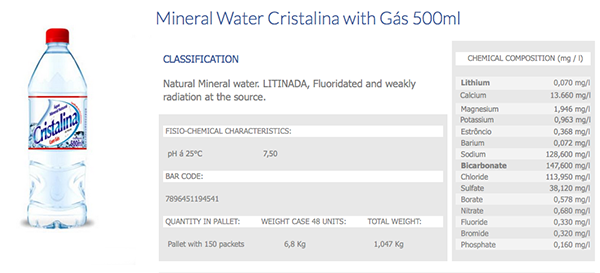 Mineral Water Cristalina with Gás 500ml
CLASSIFICATION
Natural Mineral water. LITINADA, Fluoridated and weakly
radiation at the source.
FISIO-CHEMICAL CHARACTERISTICS:
pH á 25°C 7,50
BAR CODE:
7896451194541
QUANTITY IN PALLET: WEIGHT CASE 48 UNITS: TOTAL WEIGHT:
Pallet with 150 packets 6,8 Kg 1,047 Kg
CHEMICAL COMPOSITION (mg / l)
Lithium 0,070 mg/l
Calcium 13.660 mg/l
Magnesium 1,946 mg/l
Potassium 0,963 mg/l
Estrôncio 0,368 mg/l
Barium 0,072 mg/l
Sodium 128,600 mg/l
Bicarbonate 147,600 mg/l
Chloride 113,950 mg/l
Sulfate 38,120 mg/l
Borate 0,578 mg/l
Nitrate 0,680 mg/l
Fluoride 0,330 mg/l
Bromide 0,320 mg/l
Phosphate 0,160 mg/l
Cristalina
500ml